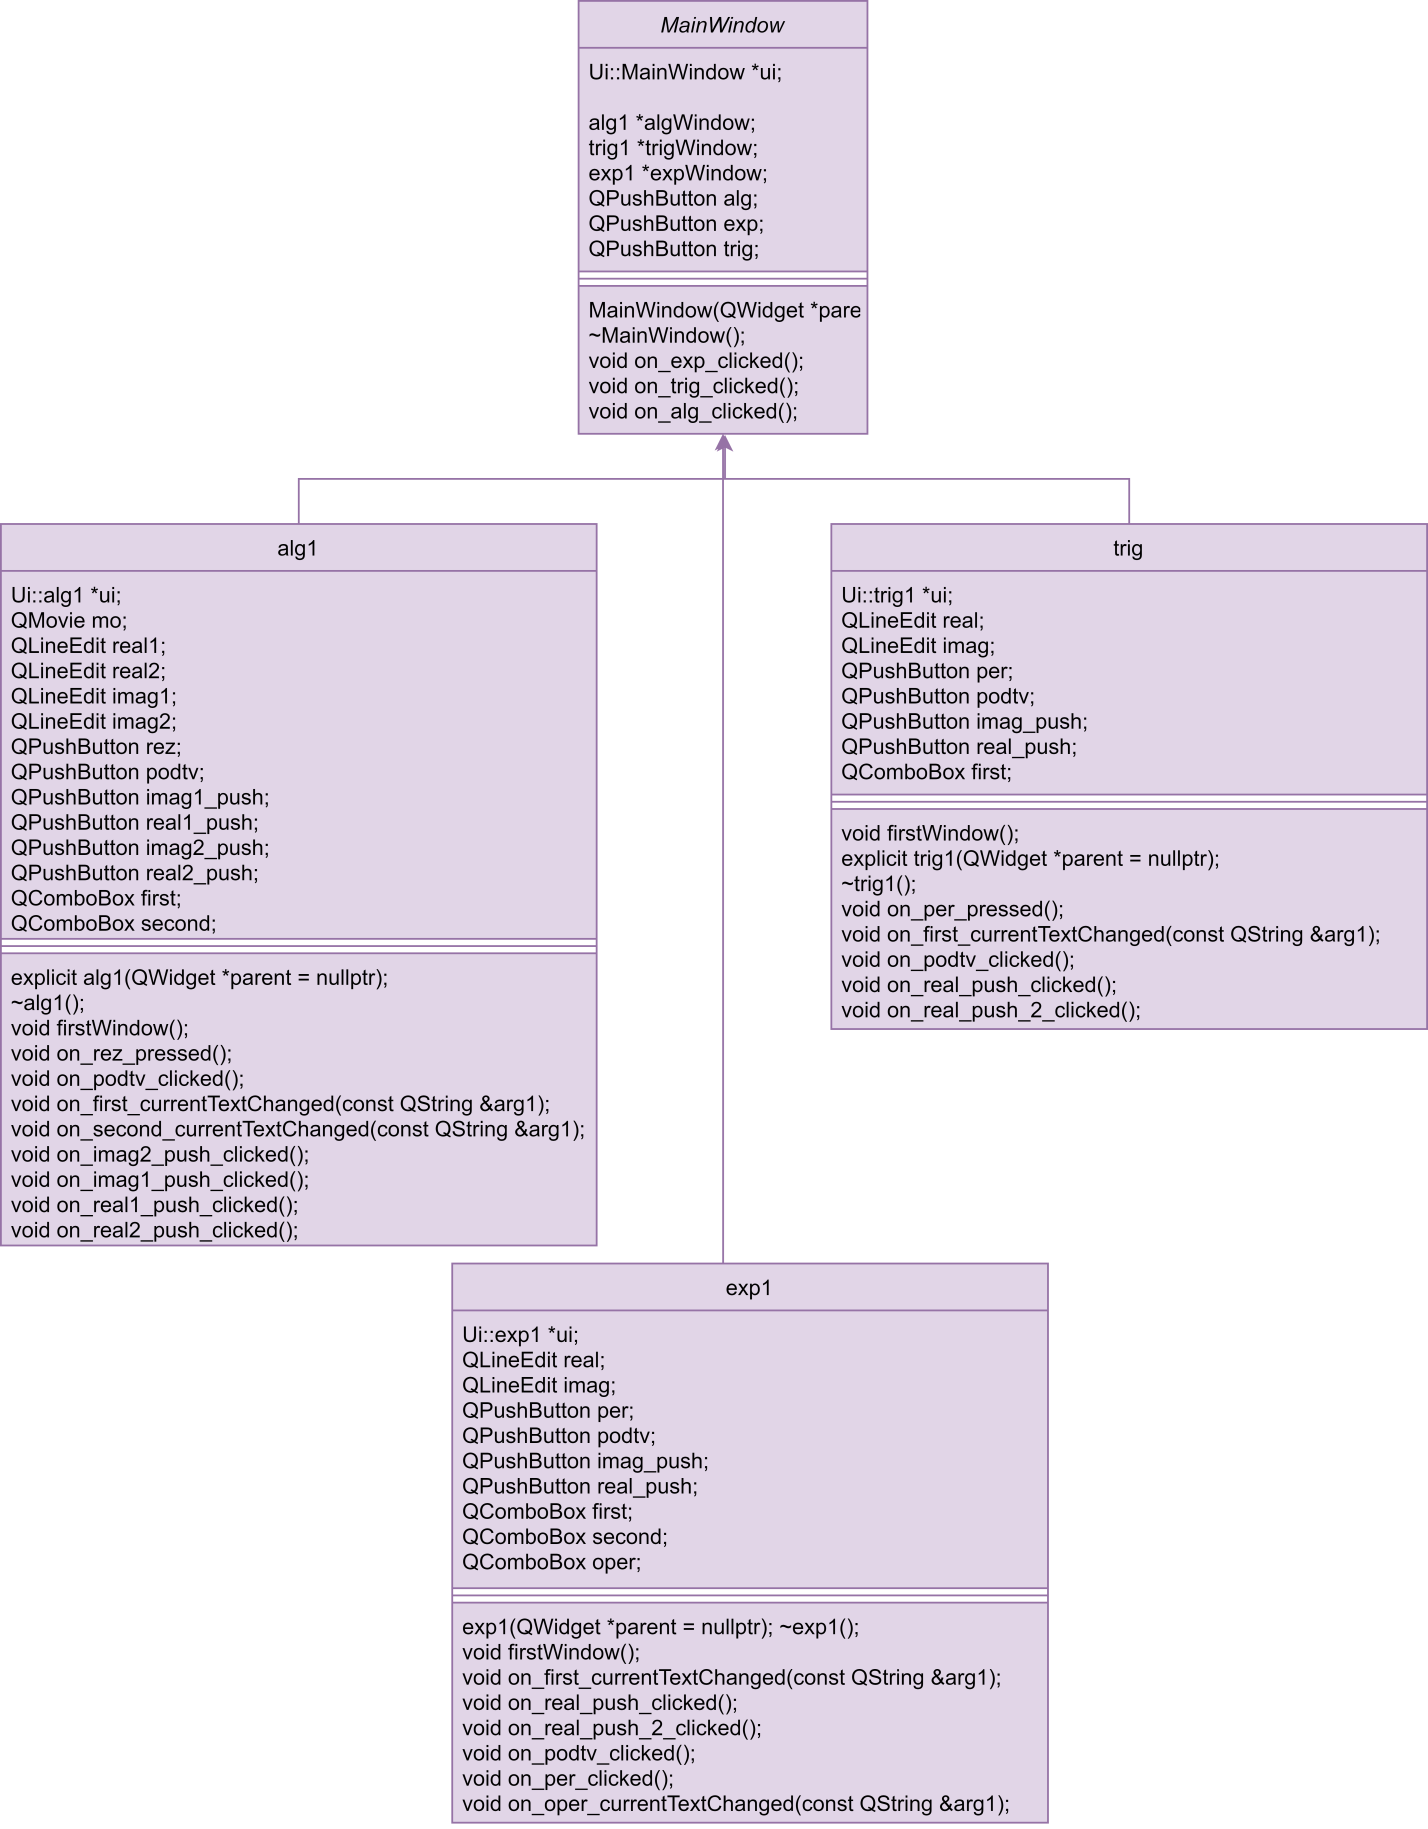 MainWindow
Ui::MainWindow *ui;
alg1 *algWindow;
trig1 *trigWindow;
exp1 *expWindow;
QPushButton alg;
QPushButton exp;
QPushButton trig;
MainWindow(QWidget *pare
~MainWindow();
void on_exp_clicked();
void on_trig_clicked();
void on_alg_clicked();
alg1
Ui::alg1 *ui;
QMovie mo;
QLineEdit real1;
QLineEdit real2;
QLineEdit imag1;
QLineEdit imag2;
QPushButton rez;
QPushButton podtv;
QPushButton imag1_push;
QPushButton real1_push;
QPushButton imag2_push;
QPushButton real2_push;
QComboBox first;
QComboBox second;
explicit alg1(QWidget *parent = nullptr);
~alg1();
void firstWindow();
void on_rez_pressed();
void on_podtv_clicked();
void on_first_currentTextChanged(const QString &arg1);
void on_second_currentTextChanged(const QString &arg1);
void on_imag2_push_clicked();
void on_imag1_push_clicked();
void on_real1_push_clicked();
void on_real2_push_clicked();
trig
Ui::trig1 *ui;
QLineEdit real;
QLineEdit imag;
QPushButton per;
QPushButton podtv;
QPushButton imag_push;
QPushButton real_push;
QComboBox first;
void firstWindow();
explicit trig1(QWidget *parent = nullptr);
~trig1();
void on_per_pressed();
void on_first_currentTextChanged(const QString &arg1);
void on_podtv_clicked();
void on_real_push_clicked();
void on_real_push_2_clicked();
exp1
Ui::exp1 *ui;
QLineEdit real;
QLineEdit imag;
QPushButton per;
QPushButton podtv;
QPushButton imag_push;
QPushButton real_push;
QComboBox first;
QComboBox second;
QComboBox oper;
exp1(QWidget *parent = nullptr); ~exp1();
void firstWindow();
void on_first_currentTextChanged(const QString &arg1);
void on_real_push_clicked();
void on_real_push_2_clicked();
void on_podtv_clicked();
void on_per_clicked();
void on_oper_currentTextChanged(const QString &arg1);